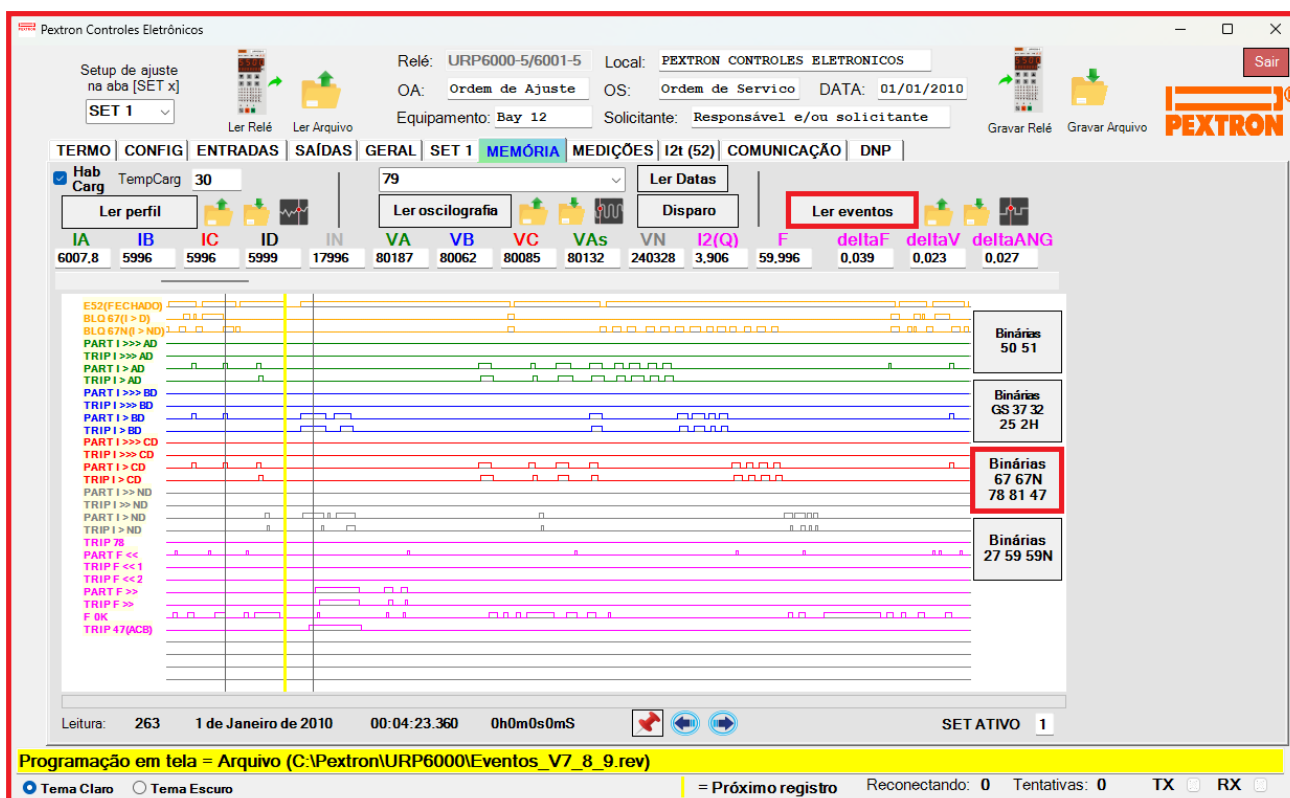 Pextron Controles Eletrônicos
Setup de ajuste
na aba [SET x]
SET 1
Ler Relé
Ler Arquivo
Relé: URP6000-5/6001-5 Local: PEXTRON CONTROLES ELETRONICOS
OA: Ordem de Ajuste OS: Ordem de Servico DATA: 01/01/2010
Equipamento: Bay 12 Solicitante: Responsável e/ou solicitante
Gravar Relé
Gravar Arquivo
Sair
PEXTRON
TERMO CONFIG ENTRADAS SAÍDAS GERAL SET 1 MEMÓRIA MEDIÇÕES I2t (52) COMUNICAÇÃO DNP
Hab
Carg TempCarg 30
79 Ler Datas
Ler perfil Ler oscilografia Disparo Ler eventos
IA IB IC ID IN VA VB VC VAs VN I2(Q) F deltaF deltaV deltaANG
6007,8 5996 5996 5999 17996 80187 80062 80085 80132 240328 3,906 59,996 0,039 0,023 0,027
E52(FECHADO)
BLQ 67(I > D)
BLQ 67N(I > ND)
PART I >>> AD
TRIP I >>> AD
PART I > AD
TRIP I > AD
PART I >>> BD
TRIP I >>> BD
PART I > BD
TRIP I > BD
PART I >>> CD
TRIP I >>> CD
PART I > CD
TRIP I > CD
PART I >> ND
TRIP I >> ND
PART I > ND
TRIP I > ND
TRIP 78
PART F <<
TRIP F << 1
TRIP F << 2
PART F >>
TRIP F >>
F OK
TRIP 47(ACB)
Binárias
50 51
Binárias
GS 37 32
25 2H
Binárias
67 67N
78 81 47
Binárias
27 59 59N
Leitura: 263 1 de Janeiro de 2010 00:04:23.360 0h0m0s0mS SET ATIVO 1
Programação em tela = Arquivo (C:\Pextron\URP6000\Eventos_V7_8_9.rev)
Tema Claro Tema Escuro = Próximo registro Reconectando: 0 Tentativas: 0 TX RX